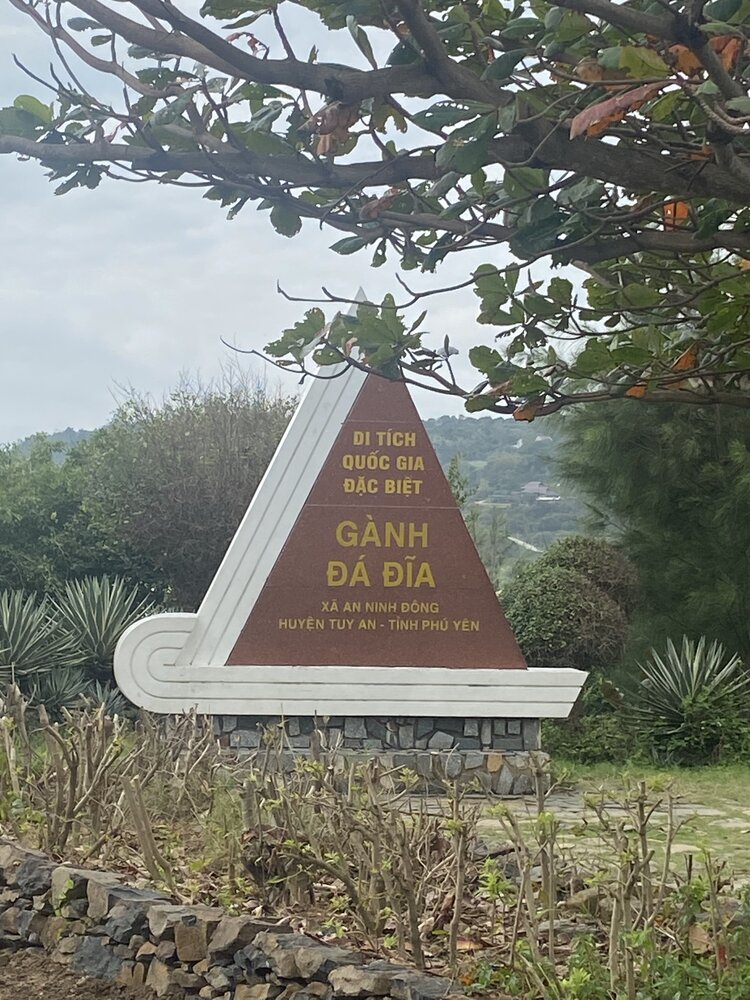 DI TÍCH
QUỐC GIA
ĐẶC BIỆT
GÀNH
ĐÁ ĐĨA
XÃ AN NINH ĐÔNG
HUYỆN TUY AN - TỈNH PHÚ YÊN